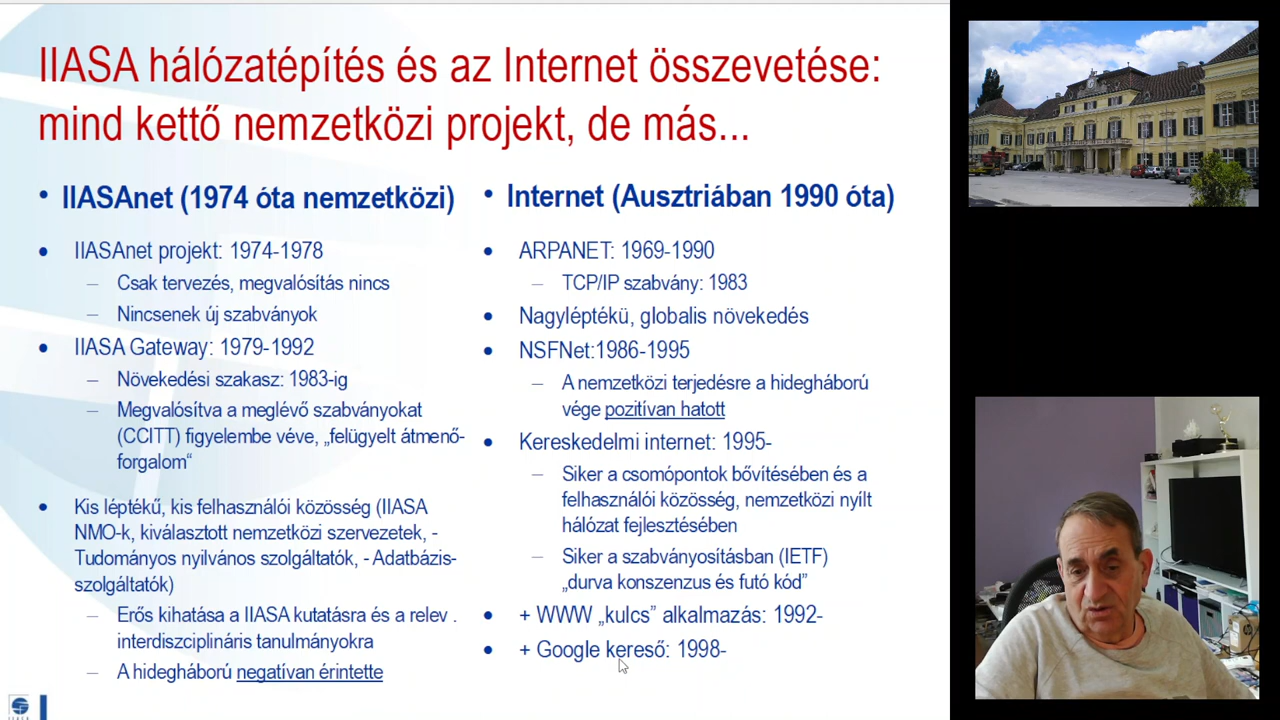 IIASA hálózatépítés és az Internet összevetése:
mind kettő nemzetközi projekt, de más...
• IIASAnet (1974 óta nemzetközi)
• IIASAnet projekt: 1974-1978
– Csak tervezés, megvalósítás nincs
– Nincsenek új szabványok
• IIASA Gateway: 1979-1992
– Növekedési szakasz: 1983-ig
– Megvalósítva a meglévő szabványokat
(CCITT) figyelembe véve, „felügyelt átmenő-
forgalom“
• Kis léptékű, kis felhasználói közösség (IIASA
NMO-k, kiválasztott nemzetközi szervezetek, -
Tudományos nyilvános szolgáltatók, - Adatbázis-
szolgáltatók)
– Erős kihatása a IIASA kutatásra és a relev .
interdiszciplináris tanulmányokra
– A hidegháború negatívan érintette
• Internet (Ausztriában 1990 óta)
• ARPANET: 1969-1990
– TCP/IP szabvány: 1983
• Nagyléptékü, globalis növekedés
• NSFNet:1986-1995
– A nemzetközi terjedésre a hidegháború
vége pozitívan hatott
• Kereskedelmi internet: 1995-
– Siker a csomópontok bővítésében és a
felhasználói közösség, nemzetközi nyílt
hálózat fejlesztésében
– Siker a szabványosításban (IETF)
„durva konszenzus és futó kód”
• + WWW „kulcs” alkalmazás: 1992-
• + Google kereső: 1998-
IIASA